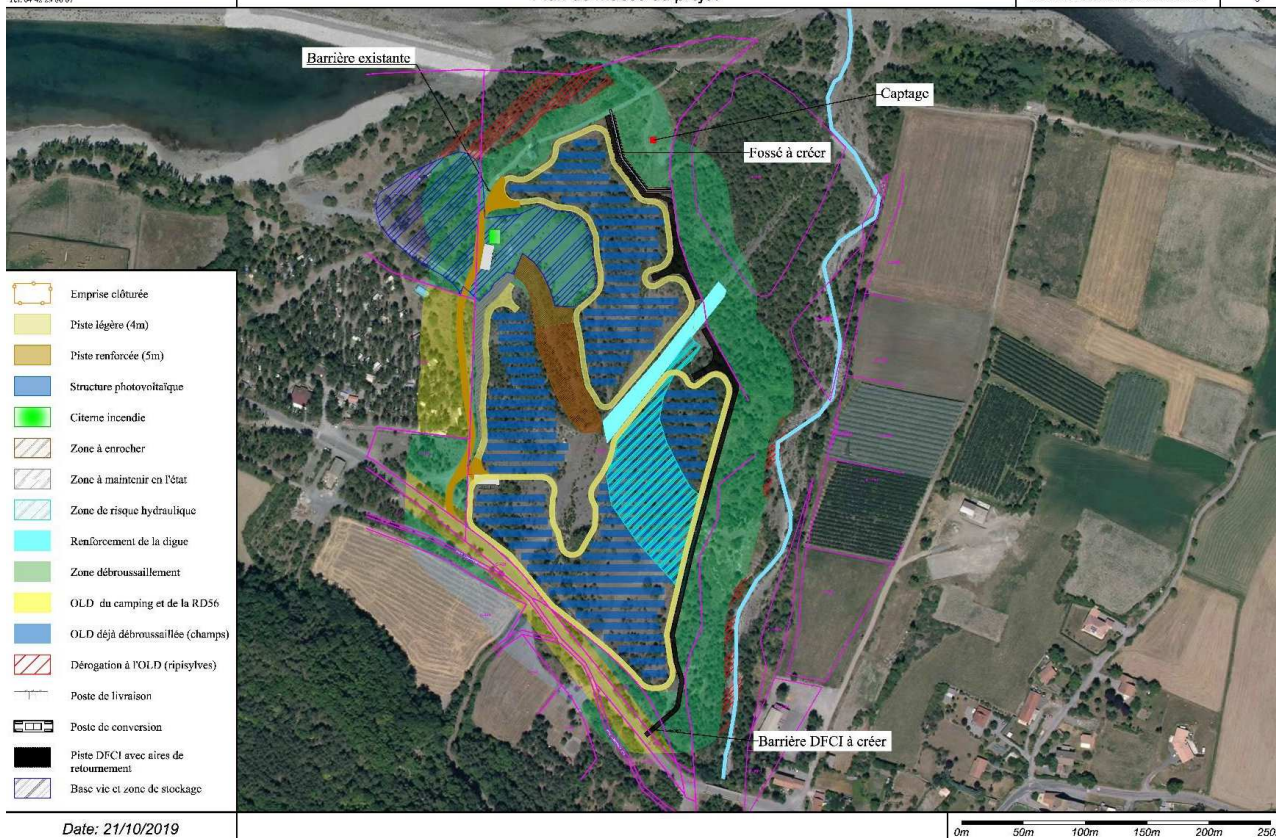 Barrière existante
Captage
Fossé à créer
Emprise clôturée
Piste légère (4m)
Piste renforcée (5m)
Structure photovoltaïque
Citerne incendie
Zone à enrocher
Zone à maintenir en l'état
Zone de risque hydraulique
Renforcement de la digue
Zone débroussaillement
OLD du camping et de la RD56
OLD déjà débroussaillée (champs)
Dérogation à l'OLD (ripisylves)
Poste de livraison
Poste de conversion
Piste DFCI avec aires de
retournement
Base vie et zone de stockage
Barrière DFCI à créer
Date: 21/10/2019
0m 50m 100m 150m 200m 250